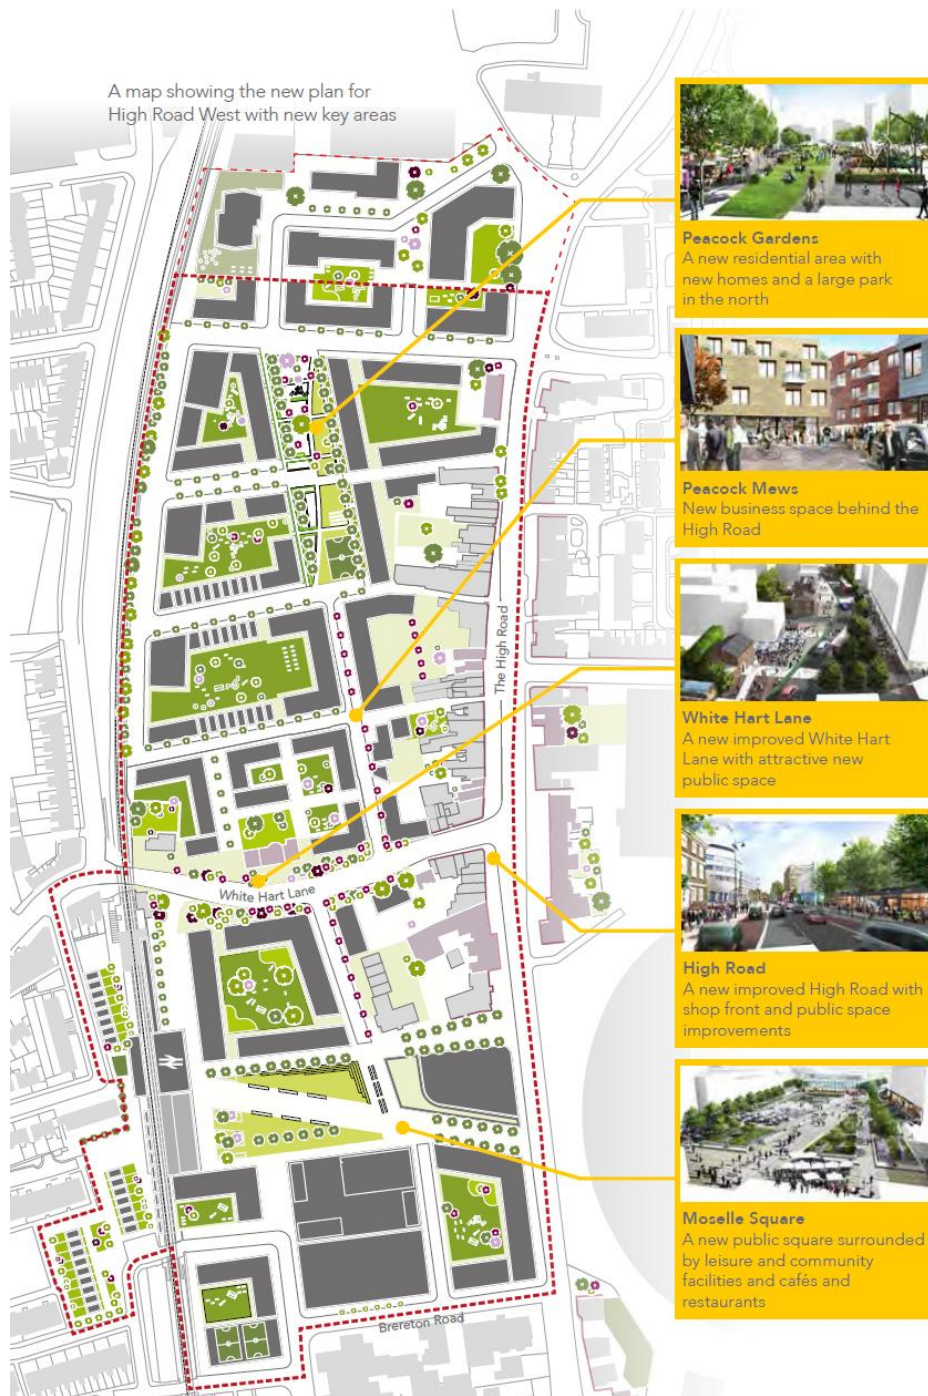 A map showing the new plan for
High Road West with new key areas
Peacock Gardens
A new residential area with
new homes and a large park
in the north
Peacock Mews
New business space behind the
High Road
The High Road
White Hart Lane
A new improved White Hart
Lane with attractive new
public space
White Hart Lane
High Road
A new improved High Road with
shop front and public space
improvements
Moselle Square
A new public square surrounded
by leisure and community
facilities and cafés and
restaurants
Brereton Road